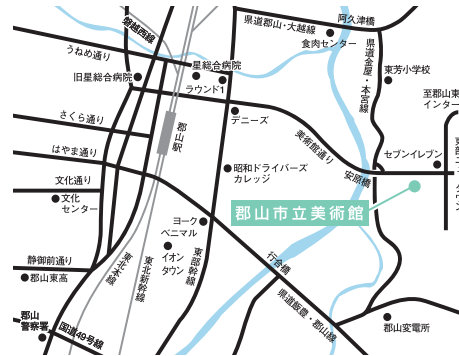 磐越西線
県道郡山・大越線
阿久津橋
食肉センター
うねめ通り
星総合病院
旧星総合病院
ラウンド1
県道金屋・本宮線
東芳小学校
至郡山東
インター
さくら通り
郡山駅
デニーズ
美術館通り
はやま通り
セブンイレブン
昭和ドライバーズ
カレッジ
安原橋
文化通り
文化
センター
郡山市立美術館
ヨーク
ベニマル
静御前通り
東北本線
東北新幹線
イオン
タウン
東部幹線
行合橋
郡山東高
県道飯豊・郡山線
郡山
警察署
国道49号線
郡山変電所